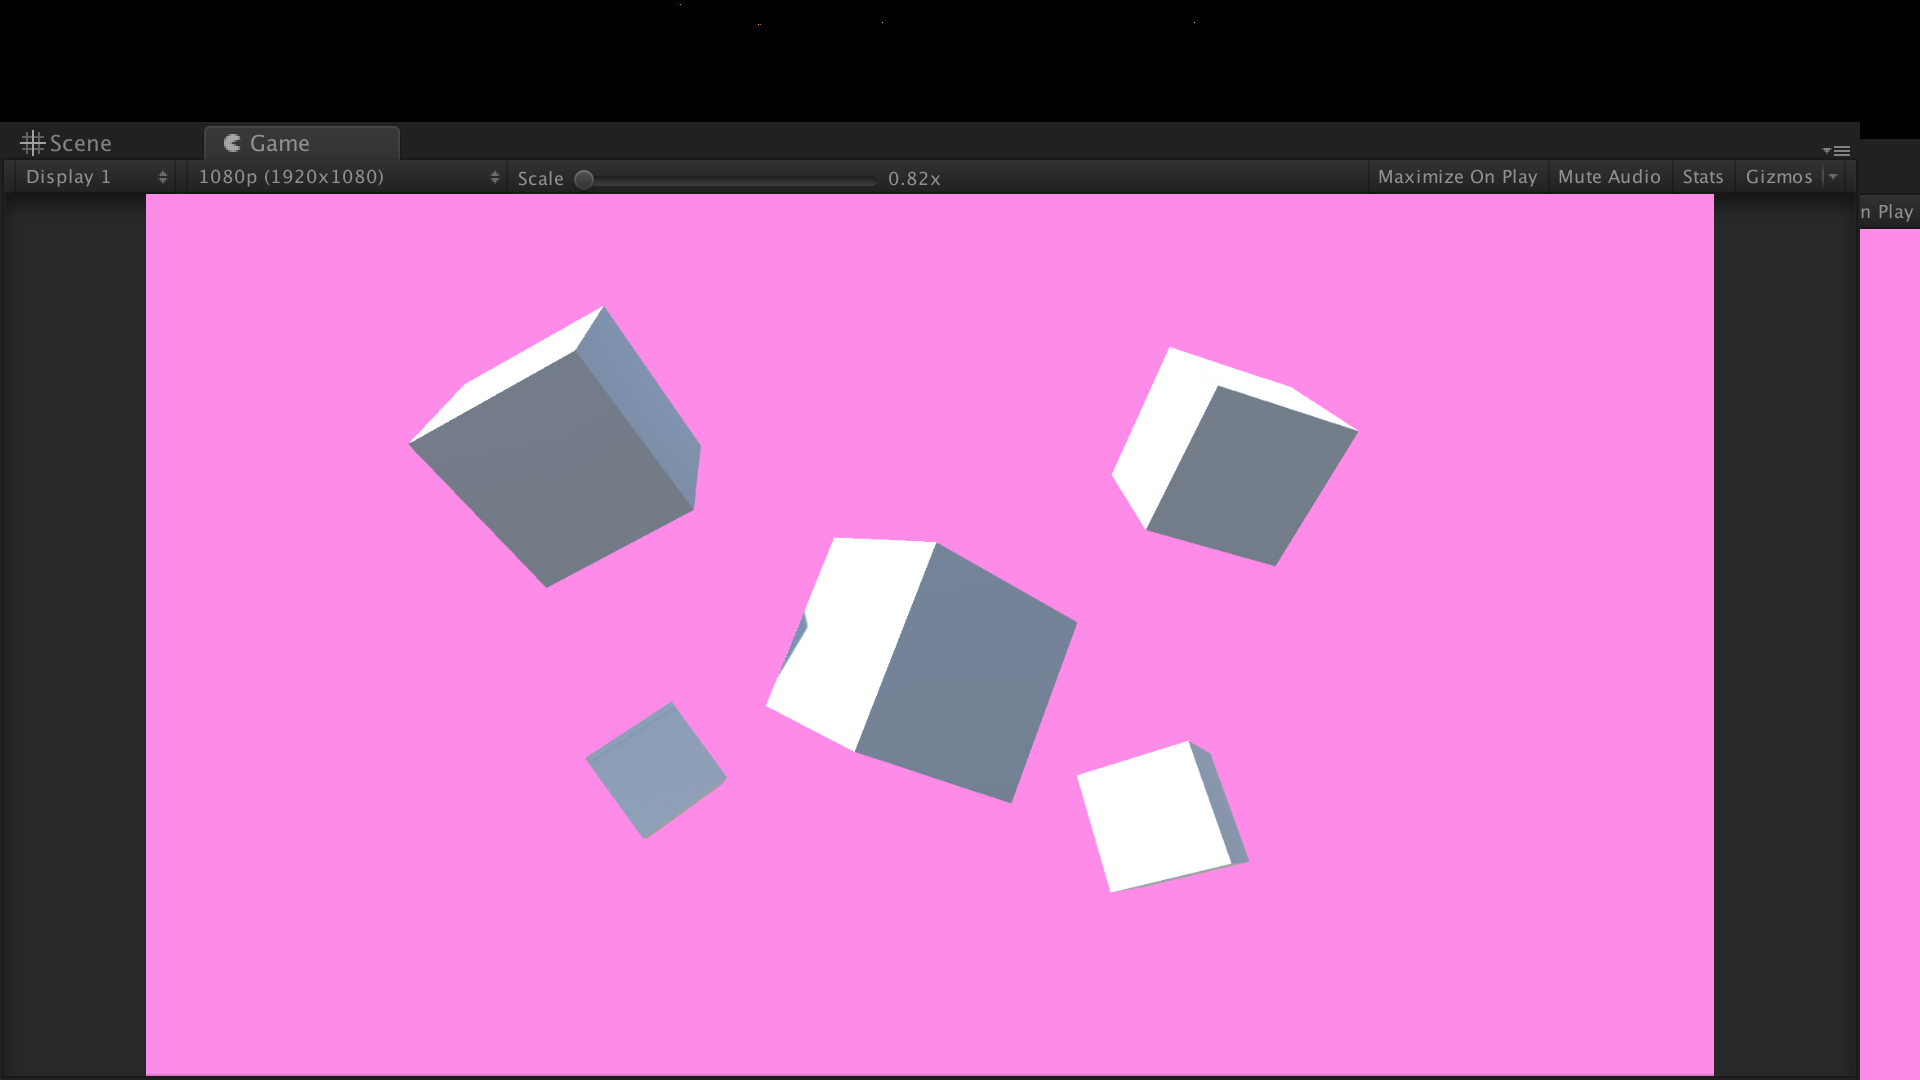 Scene
Game
Display 1
1080p (1920x1080)
Scale
0.82x
Maximize On Play
Mute Audio
Stats
Gizmos
n Play